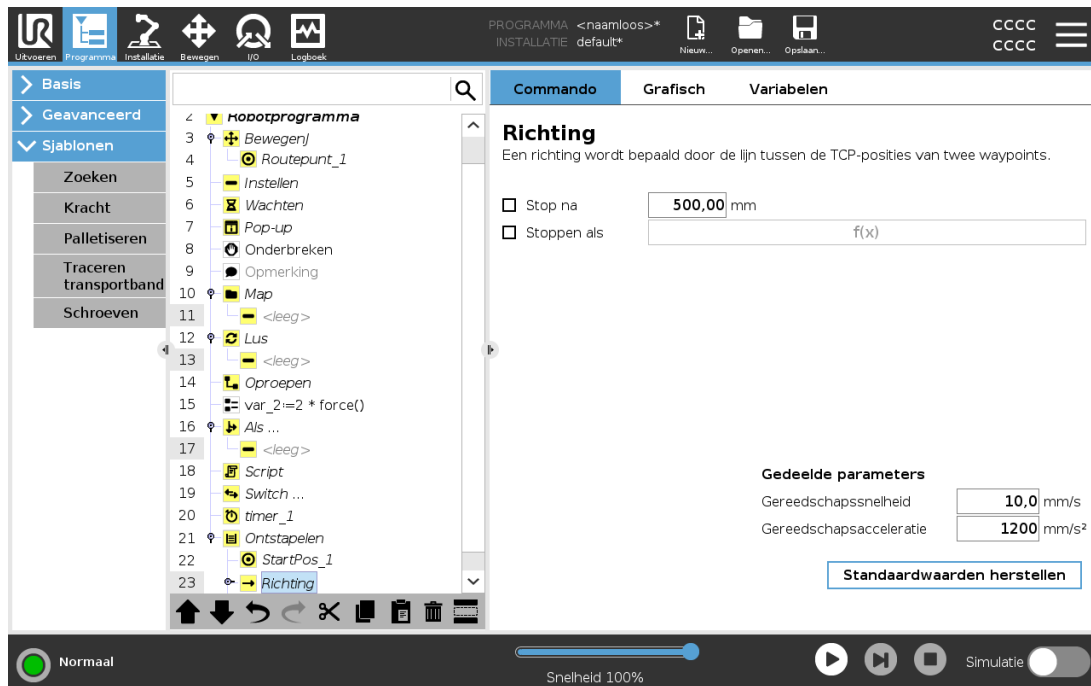 UR
Uitvoeren
Programma
Installatie
Bewegen
I/O
Logboek
PROGRAMMA <naamloos>*
INSTALLATIE default*
Nieuw...
Openen...
Opslaan...
CCCC
CCCC
Basis
Geavanceerd
Sjablonen
Zoeken
Kracht
Palletiseren
Traceren
transportband
Schroeven
2 Robotprogramma
3 BewegenJ
4 Routepunt_1
5 Instellen
6 Wachten
7 Pop-up
8 Onderbreken
9 Opmerking
10 Map
11 <leeg>
12 Lus
13 <leeg>
14 Oproepen
15 var_2:=2 * force()
16 Als ...
17 <leeg>
18 Script
19 Switch ...
20 timer_1
21 Ontstapelen
22 StartPos_1
23 Richting
Commando Grafisch Variabelen
Richting
Een richting wordt bepaald door de lijn tussen de TCP-posities van twee waypoints.
Stop na 500,00 mm
Stoppen als f(x)
Gedeelde parameters
Gereedschapssnelheid 10,0 mm/s
Gereedschapsacceleratie 1200 mm/s²
Standaardwaarden herstellen
Normaal
Snelheid 100%
Simulatie